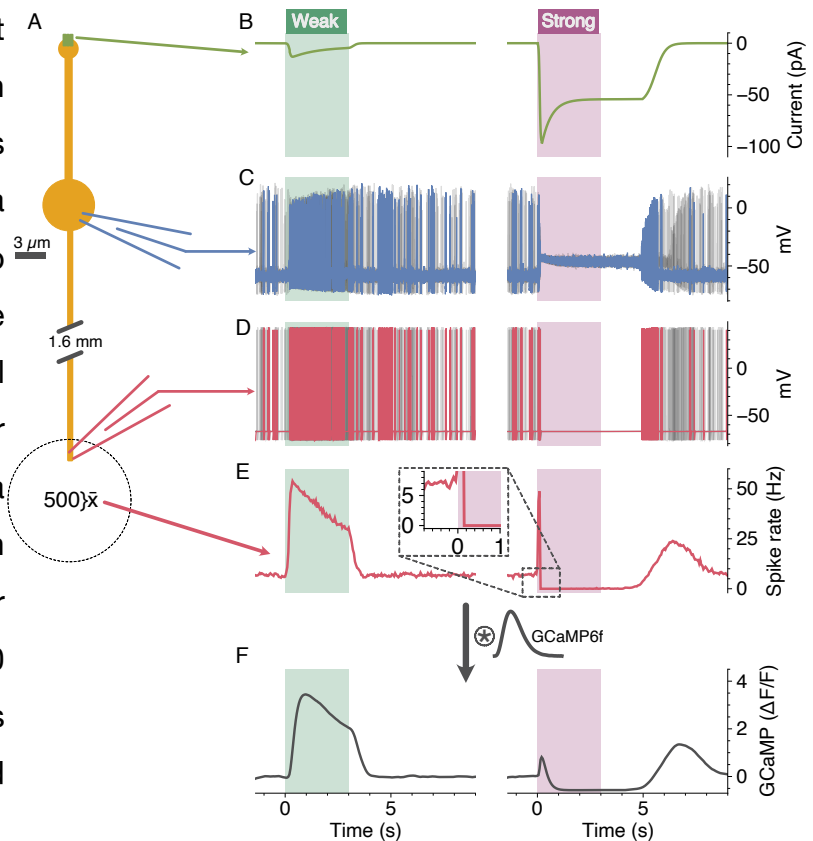 t
n
s
a
o
e
d
r
a
n
r
0
s
d
A
3 µm
1.6 mm
500}x̄
B
Weak
Strong
0
−50
−100
Current (pA)
C
0
−50
mV
D
0
−50
mV
E
5
0
0 1
50
25
0
Spike rate (Hz)
* GCaMP6f
F
4
2
0
GCaMP (ΔF/F)
0 5
0 5
Time (s)
Time (s)